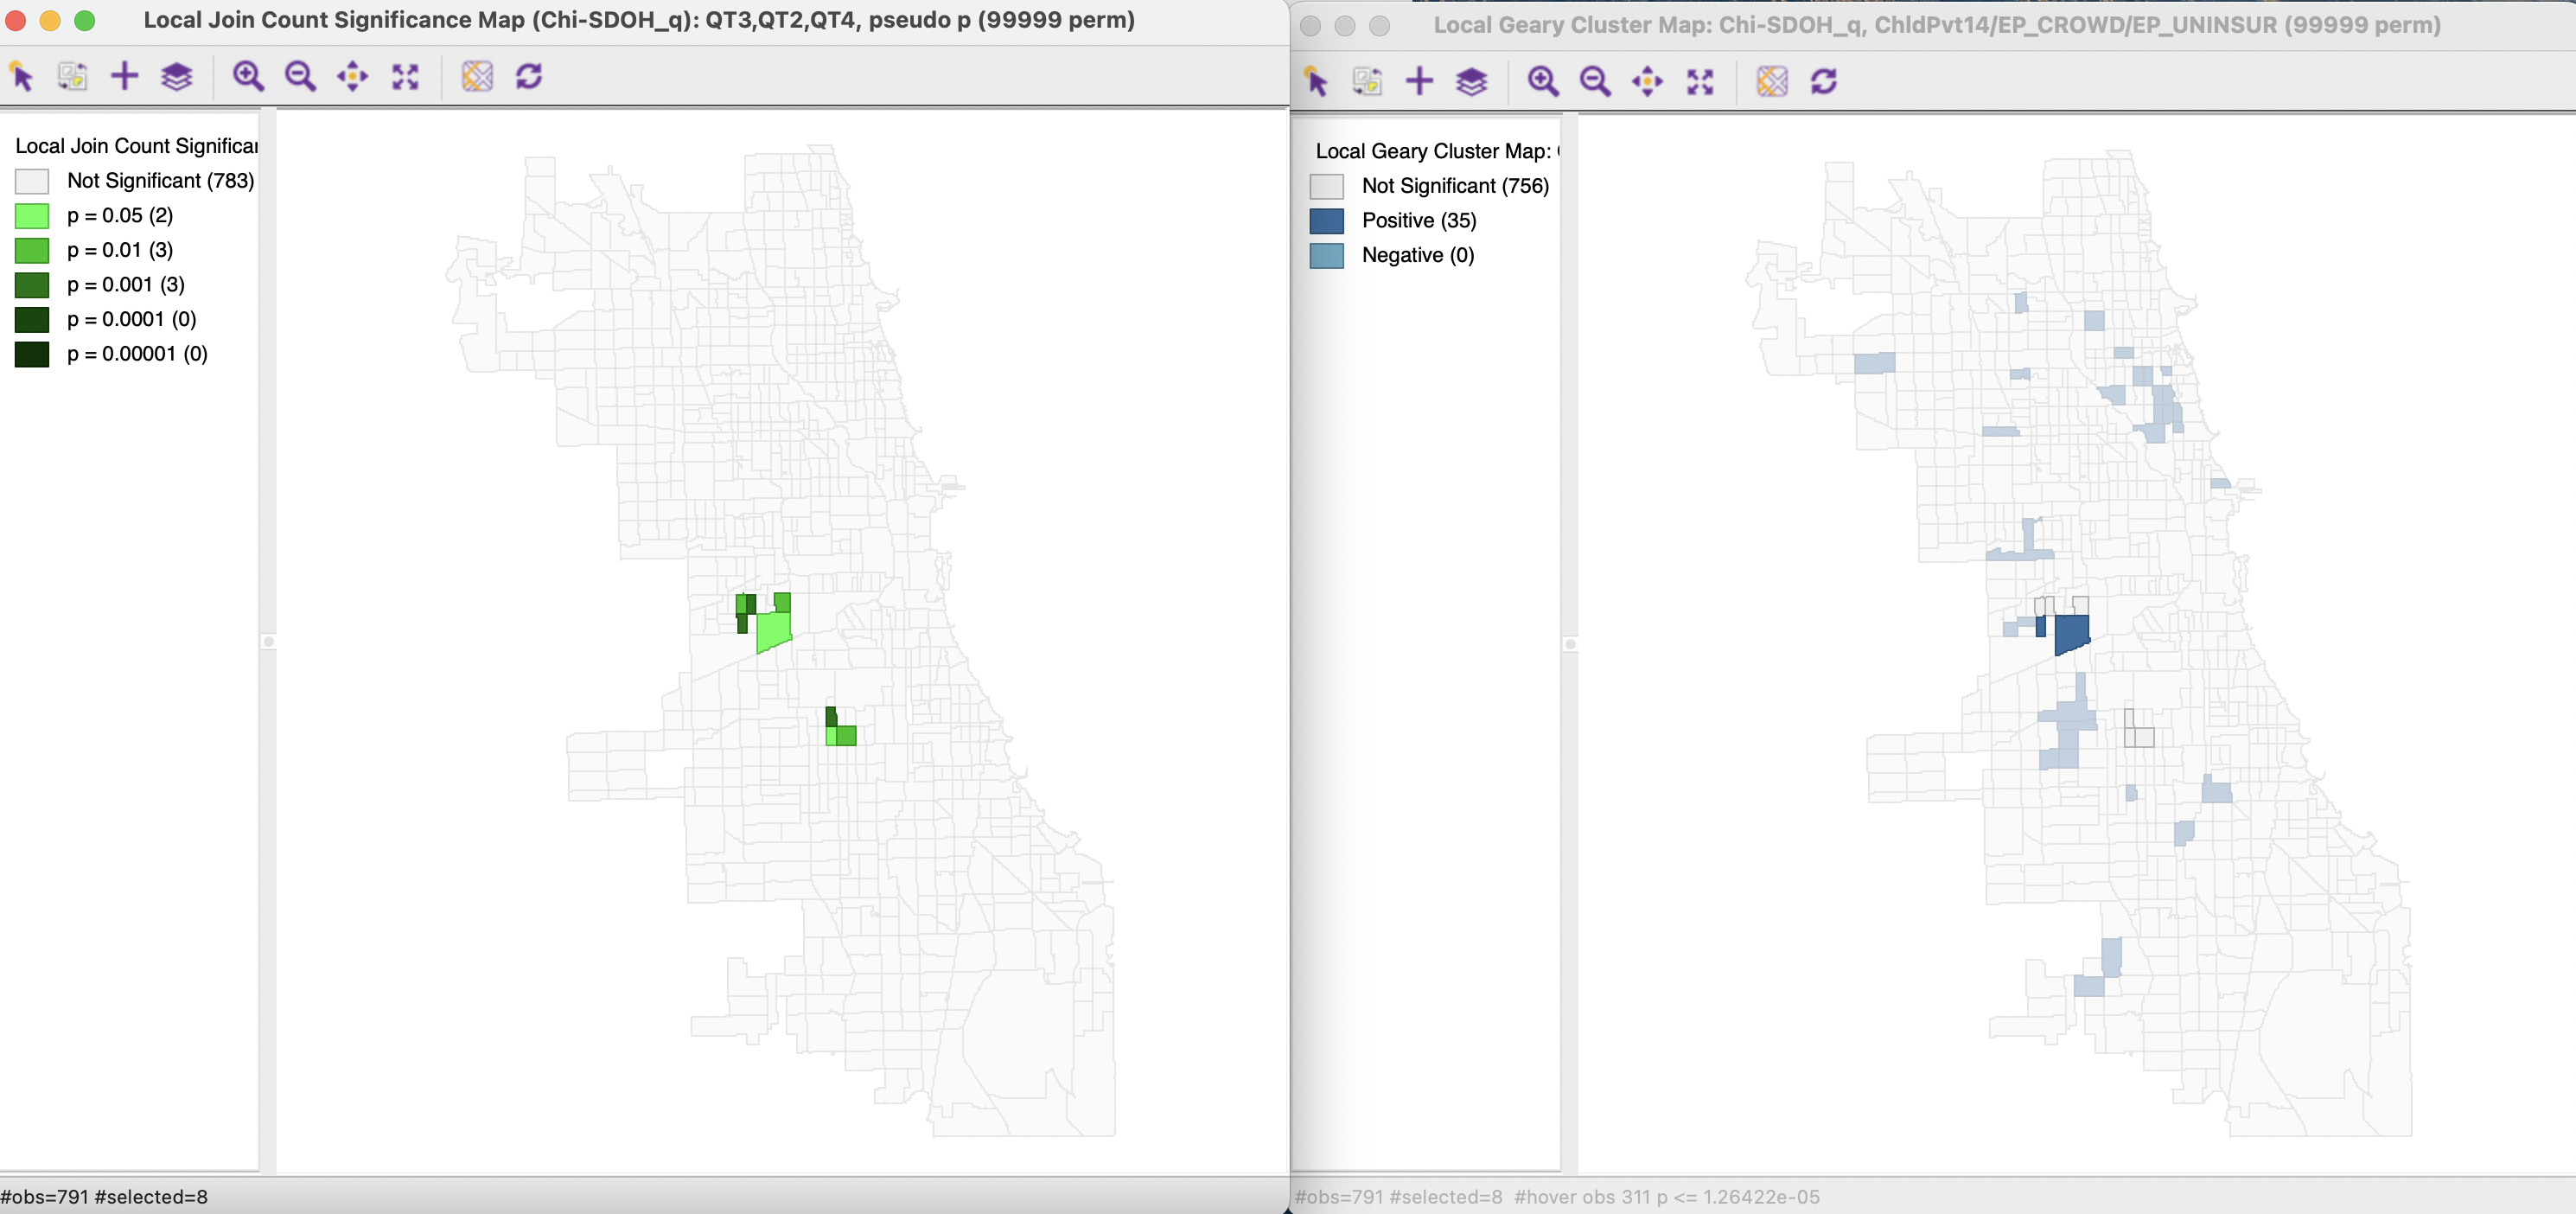 Local Join Count Significance Map (Chi-SDOH_q): QT3,QT2,QT4, pseudo p (99999 perm)
Local Join Count Significar
Not Significant (783)
p = 0.05 (2)
p = 0.01 (3)
p = 0.001 (3)
p = 0.0001 (0)
p = 0.00001 (0)
#obs=791 #selected=8
Local Geary Cluster Map: Chi-SDOH_q, ChldPvt14/EP_CROWD/EP_UNINSUR (99999 perm)
Local Geary Cluster Map: (
Not Significant (756)
Positive (35)
Negative (0)
#obs=791 #selected=8 #hover obs 311 p <= 1.26422e-05